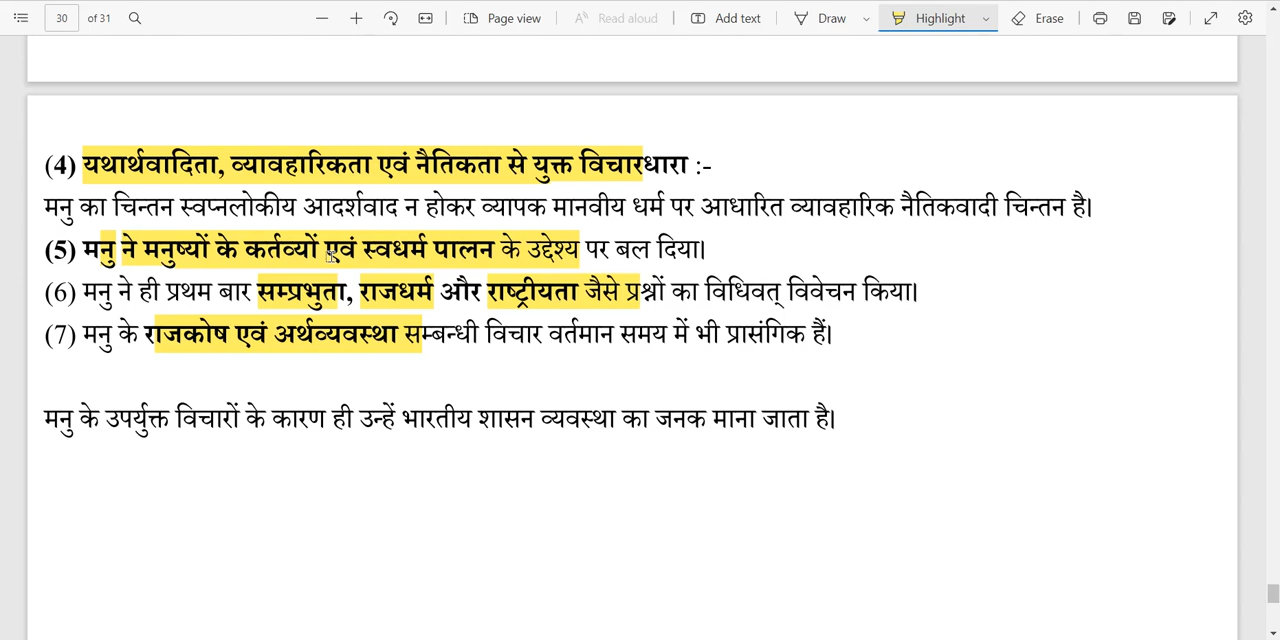 30 of 31 Page view Read aloud Add text Draw Highlight Erase
(4) यथार्थवादिता, व्यावहारिकता एवं नैतिकता से युक्त विचारधारा :-
मनु का चिन्तन स्वप्नलोकीय आदर्शवाद न होकर व्यापक मानवीय धर्म पर आधारित व्यावहारिक नैतिकवादी चिन्तन है।
(5) मनु ने मनुष्यों के कर्तव्यों एवं स्वधर्म पालन के उद्देश्य पर बल दिया।
(6) मनु ने ही प्रथम बार सम्प्रभुता, राजधर्म और राष्ट्रीयता जैसे प्रश्नों का विधिवत् विवेचन किया।
(7) मनु के राजकोष एवं अर्थव्यवस्था सम्बन्धी विचार वर्तमान समय में भी प्रासंगिक हैं।
मनु के उपर्युक्त विचारों के कारण ही उन्हें भारतीय शासन व्यवस्था का जनक माना जाता है।